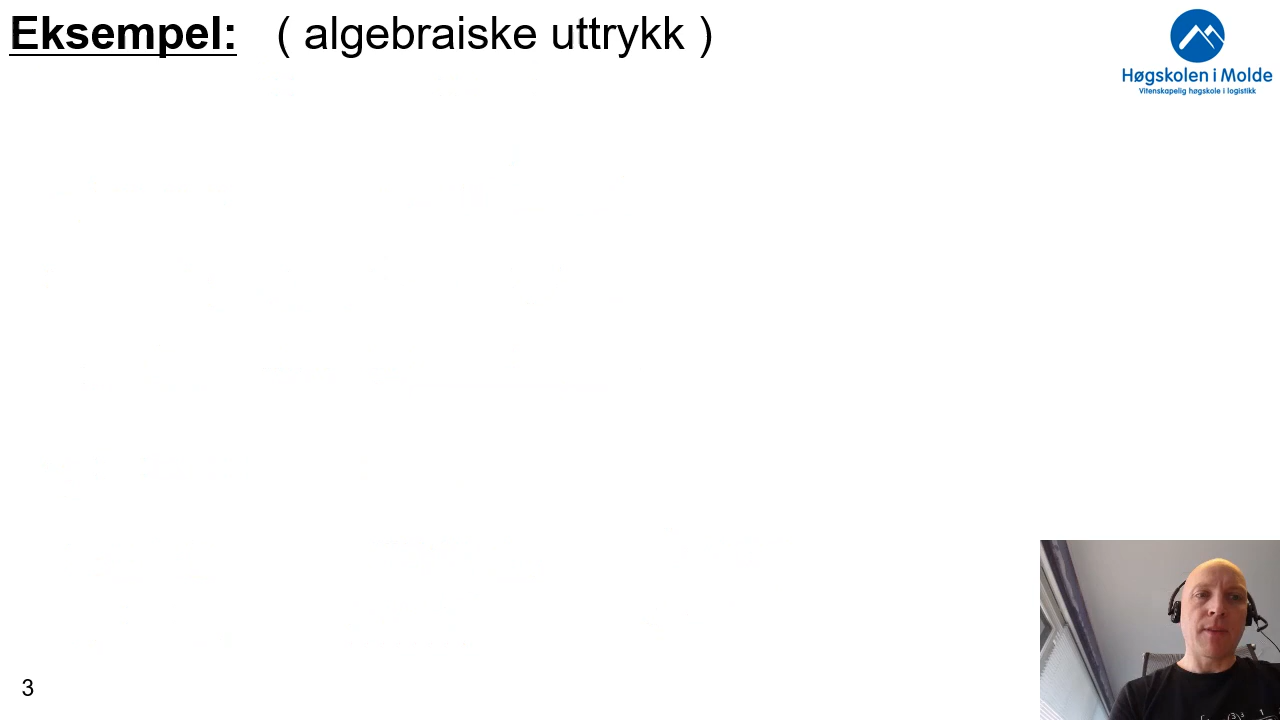 Eksempel: ( algebraiske uttrykk )
Høgskolen i Molde
Vitenskapelig høgskole i logistikk
3